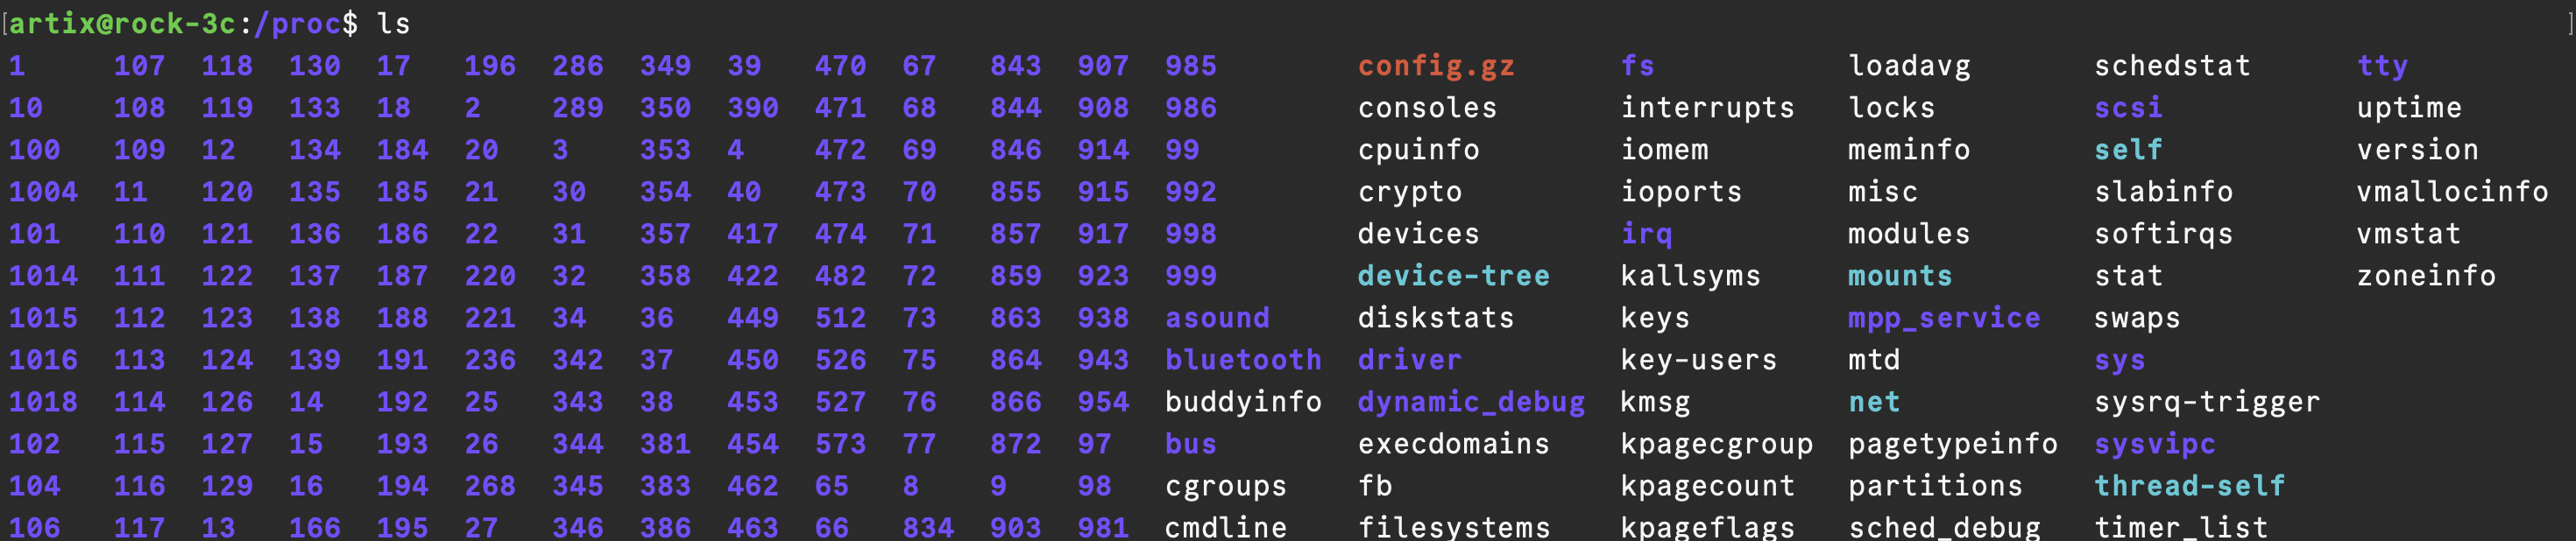 [artix@rock-3c:/proc$ ls ]
1 107 118 130 17 196 286 349 39 470 67 843 907 985 config.gz fs loadavg schedstat tty
10 108 119 133 18 2 289 350 390 471 68 844 908 986 consoles interrupts locks scsi uptime
100 109 12 134 184 20 3 353 4 472 69 846 914 99 cpuinfo iomem meminfo self version
1004 11 120 135 185 21 30 354 40 473 70 855 915 992 crypto ioports misc slabinfo vmallocinfo
101 110 121 136 186 22 31 357 417 474 71 857 917 998 devices irq modules softirqs vmstat
1014 111 122 137 187 220 32 358 422 482 72 859 923 999 device-tree kallsyms mounts stat zoneinfo
1015 112 123 138 188 221 34 36 449 512 73 863 938 asound diskstats keys mpp_service swaps
1016 113 124 139 191 236 342 37 450 526 75 864 943 bluetooth driver key-users mtd sys
1018 114 126 14 192 25 343 38 453 527 76 866 954 buddyinfo dynamic_debug kmsg net sysrq-trigger
102 115 127 15 193 26 344 381 454 573 77 872 97 bus execdomains kpagecgroup pagetypeinfo sysvipc
104 116 129 16 194 268 345 383 462 65 8 9 98 cgroups fb kpagecount partitions thread-self
106 117 13 166 195 27 346 386 463 66 834 903 981 cmdline filesystems kpageflags sched_debug timer_list